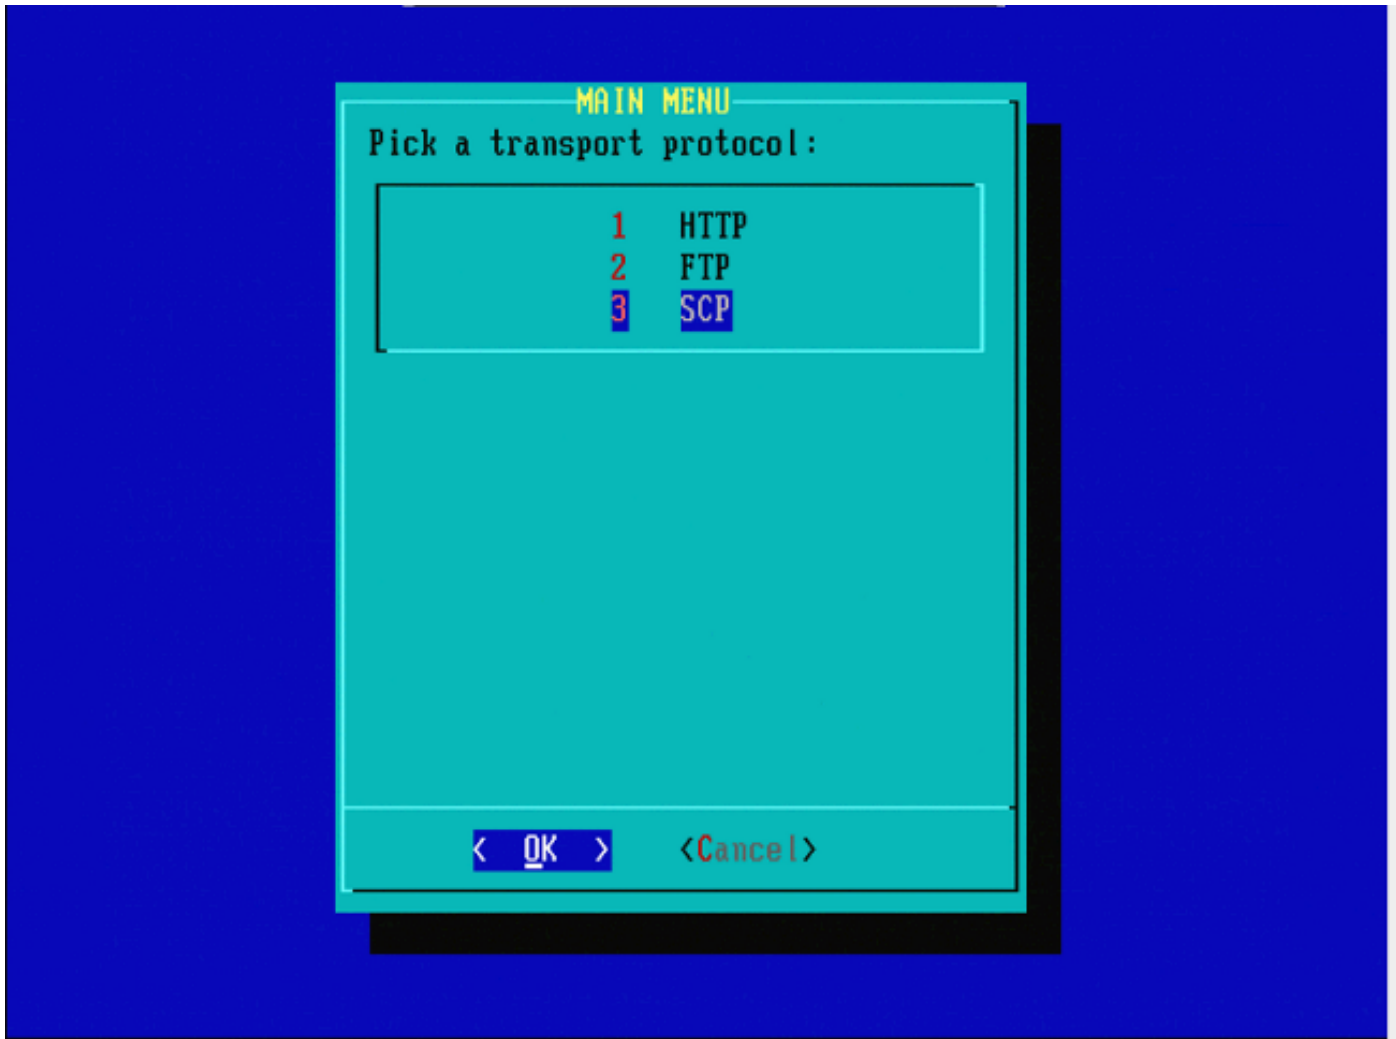 MAIN MENU
Pick a transport protocol:
1 HTTP
2 FTP
3 SCP
< OK > <Cancel>